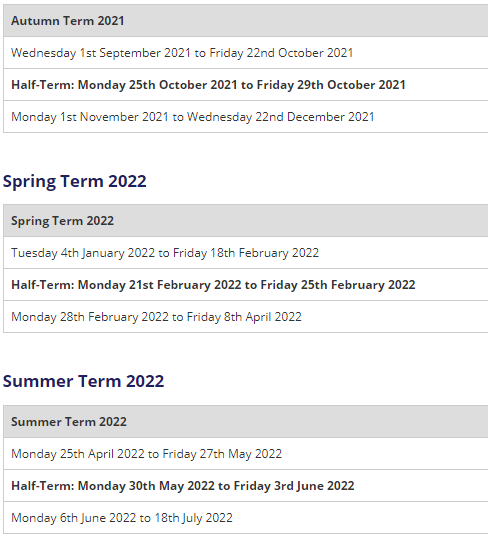 Autumn Term 2021
Wednesday 1st September 2021 to Friday 22nd October 2021
Half-Term: Monday 25th October 2021 to Friday 29th October 2021
Monday 1st November 2021 to Wednesday 22nd December 2021
Spring Term 2022
Spring Term 2022
Tuesday 4th January 2022 to Friday 18th February 2022
Half-Term: Monday 21st February 2022 to Friday 25th February 2022
Monday 28th February 2022 to Friday 8th April 2022
Summer Term 2022
Summer Term 2022
Monday 25th April 2022 to Friday 27th May 2022
Half-Term: Monday 30th May 2022 to Friday 3rd June 2022
Monday 6th June 2022 to 18th July 2022